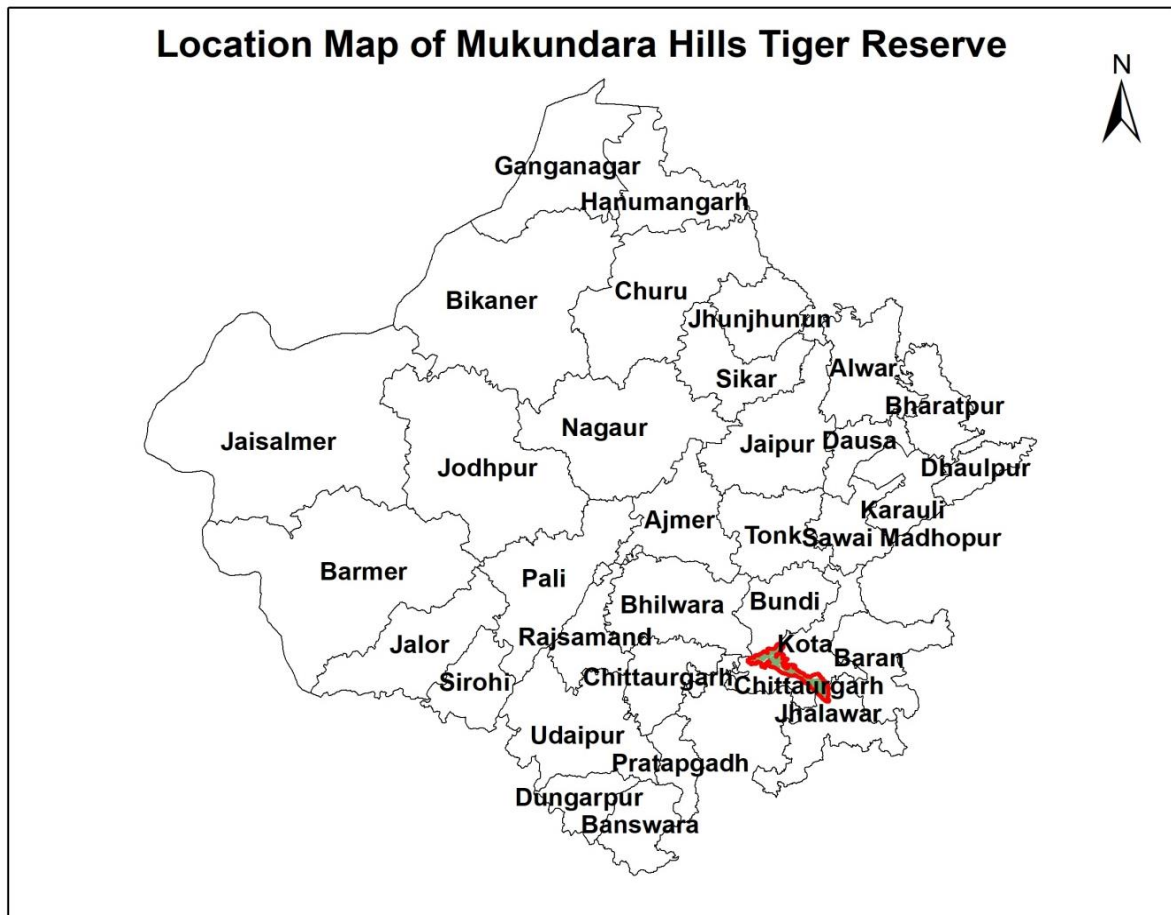 Location Map of Mukundara Hills Tiger Reserve
N
Ganganagar
Hanumangarh
Churu
Bikaner
Jhunjhunun
Alwar
Sikar
Bharatpur
Nagaur
Jaisalmer
Jaipur
Dausa
Jodhpur
Dhaulpur
Karauli
Ajmer
Tonk
Sawai Madhopur
Barmer
Pali
Bhilwara
Bundi
Jalor
Rajsamand
Kota
Baran
Sirohi
Chittaurgarh
Chittaurgarh
Jhalawar
Udaipur
Pratapgadh
Dungarpur
Banswara